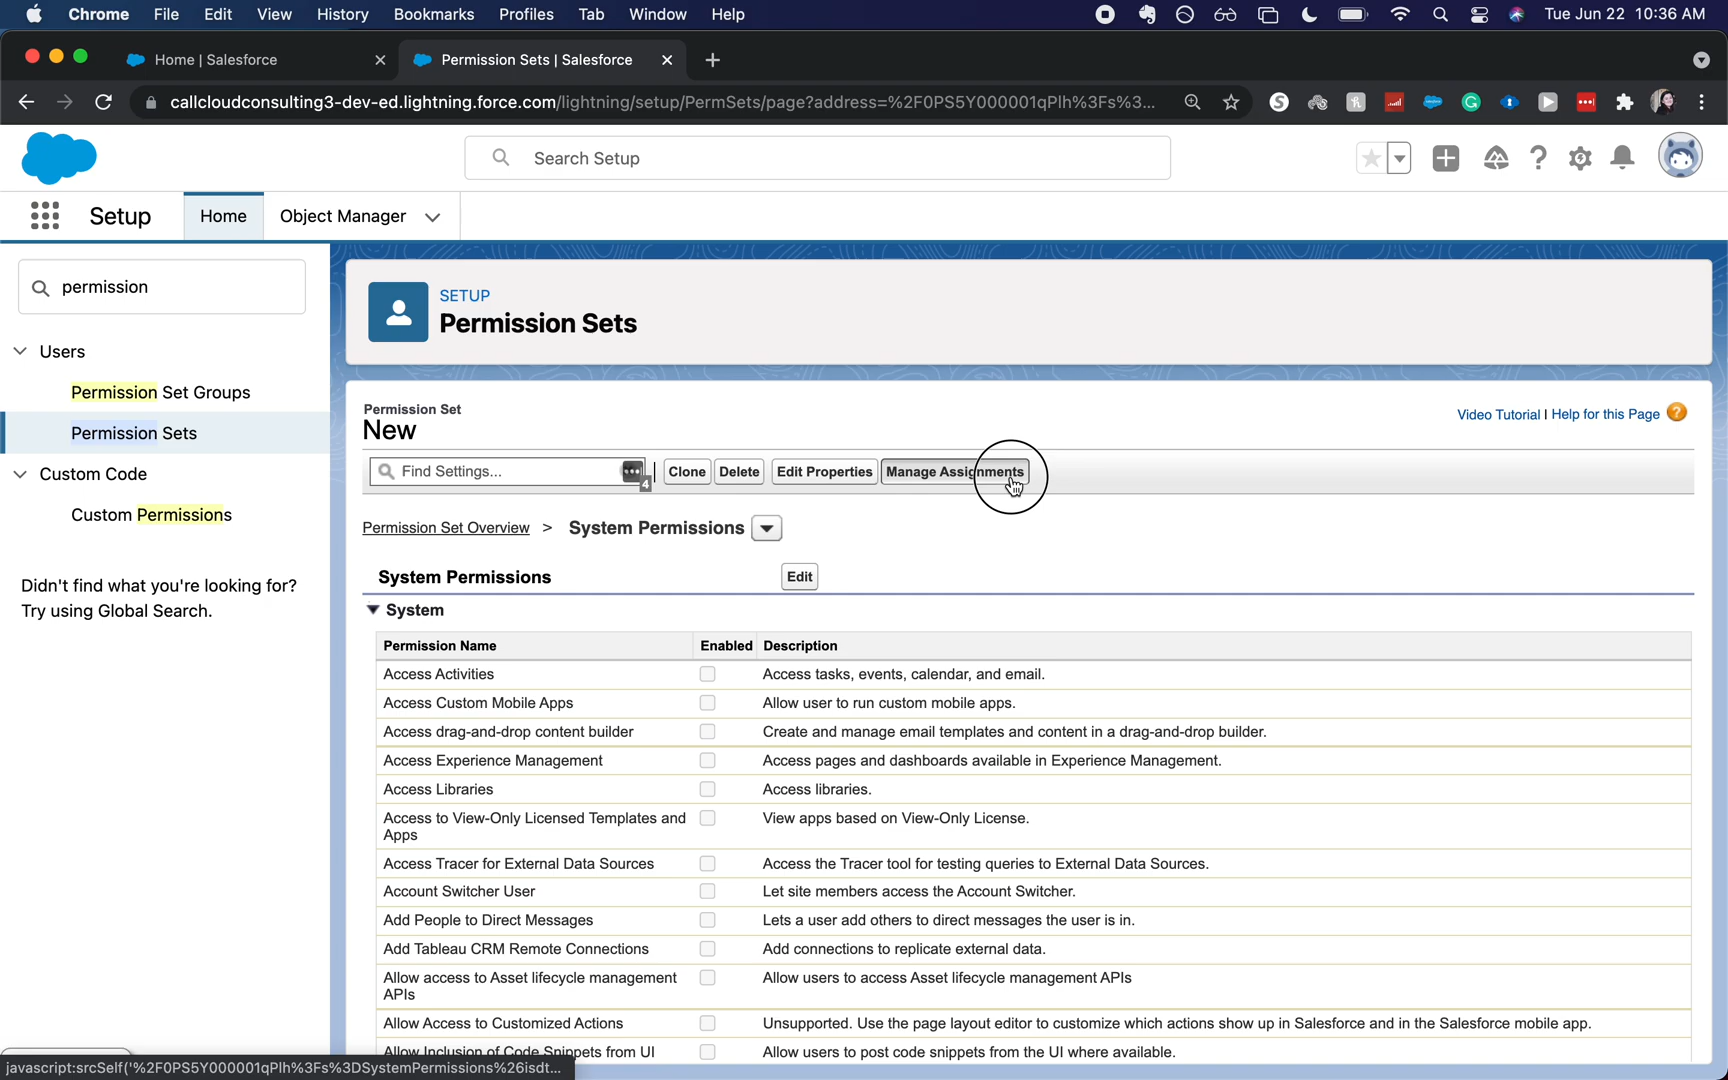 Chrome File Edit View History Bookmarks Profiles Tab Window Help Tue Jun 22 10:36 AM
Home | Salesforce Permission Sets | Salesforce
callcloudconsulting3-dev-ed.lightning.force.com/lightning/setup/PermSets/page?address=%2F0PS5Y000001qPlh%3Fs%3...
Search Setup
Setup Home Object Manager
permission
SETUP
Permission Sets
Users
Permission Set Groups
Permission Sets
Custom Code
Custom Permissions
Didn't find what you're looking for?
Try using Global Search.
Permission Set
New
Video Tutorial | Help for this Page
Find Settings... 4 Clone Delete Edit Properties Manage Assignments
Permission Set Overview > System Permissions
System Permissions Edit
System
Permission Name Enabled Description
Access Activities Access tasks, events, calendar, and email.
Access Custom Mobile Apps Allow user to run custom mobile apps.
Access drag-and-drop content builder Create and manage email templates and content in a drag-and-drop builder.
Access Experience Management Access pages and dashboards available in Experience Management.
Access Libraries Access libraries.
Access to View-Only Licensed Templates and View apps based on View-Only License.
Apps
Access Tracer for External Data Sources Access the Tracer tool for testing queries to External Data Sources.
Account Switcher User Let site members access the Account Switcher.
Add People to Direct Messages Lets a user add others to direct messages the user is in.
Add Tableau CRM Remote Connections Add connections to replicate external data.
Allow access to Asset lifecycle management Allow users to access Asset lifecycle management APIs
APIs
Allow Access to Customized Actions Unsupported. Use the page layout editor to customize which actions show up in Salesforce and in the Salesforce mobile app.
Allow Inclusion of Code Snippets from UI Allow users to post code snippets from the UI where available.
javascript:srcSelf('%2F0PS5Y000001qPlh%3Fs%3DSystemPermissions%26isdt...